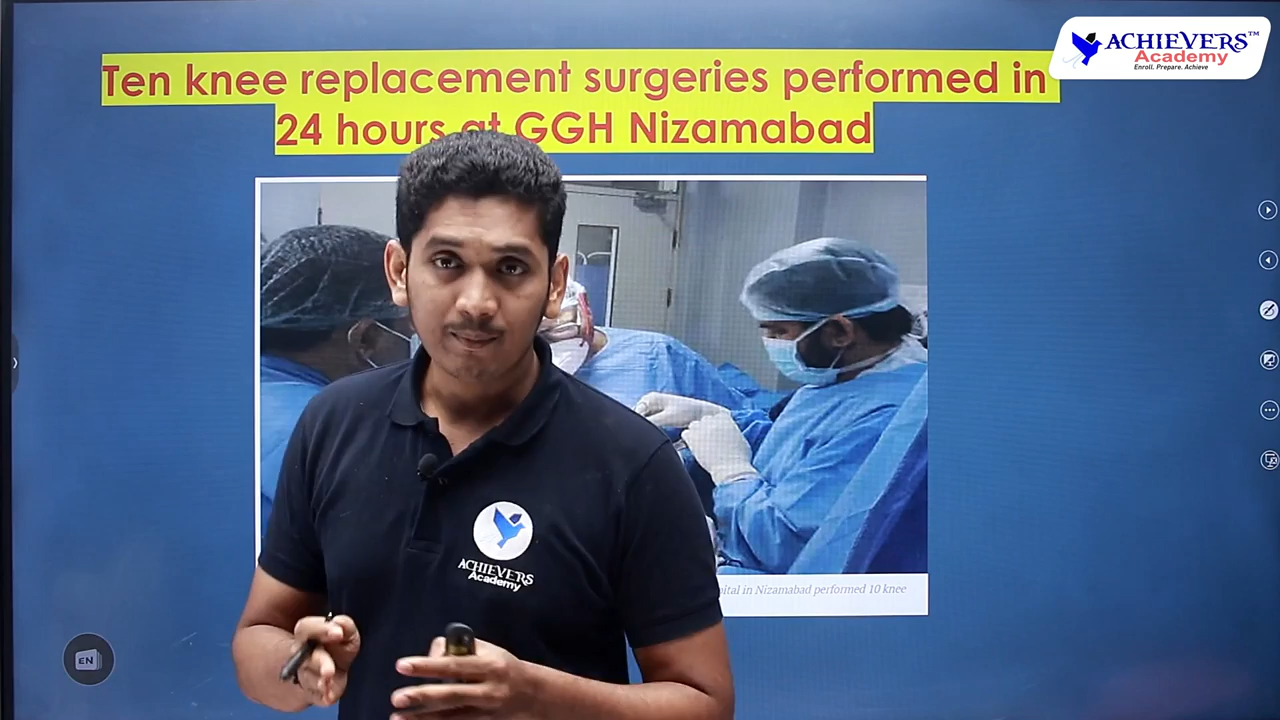 ACHIEVERS™
Academy
Enroll. Prepare. Achieve
Ten knee replacement surgeries performed in
24 hours at GGH Nizamabad
ACHIEVERS
Academy
in Nizamabad performed 10 knee
EN